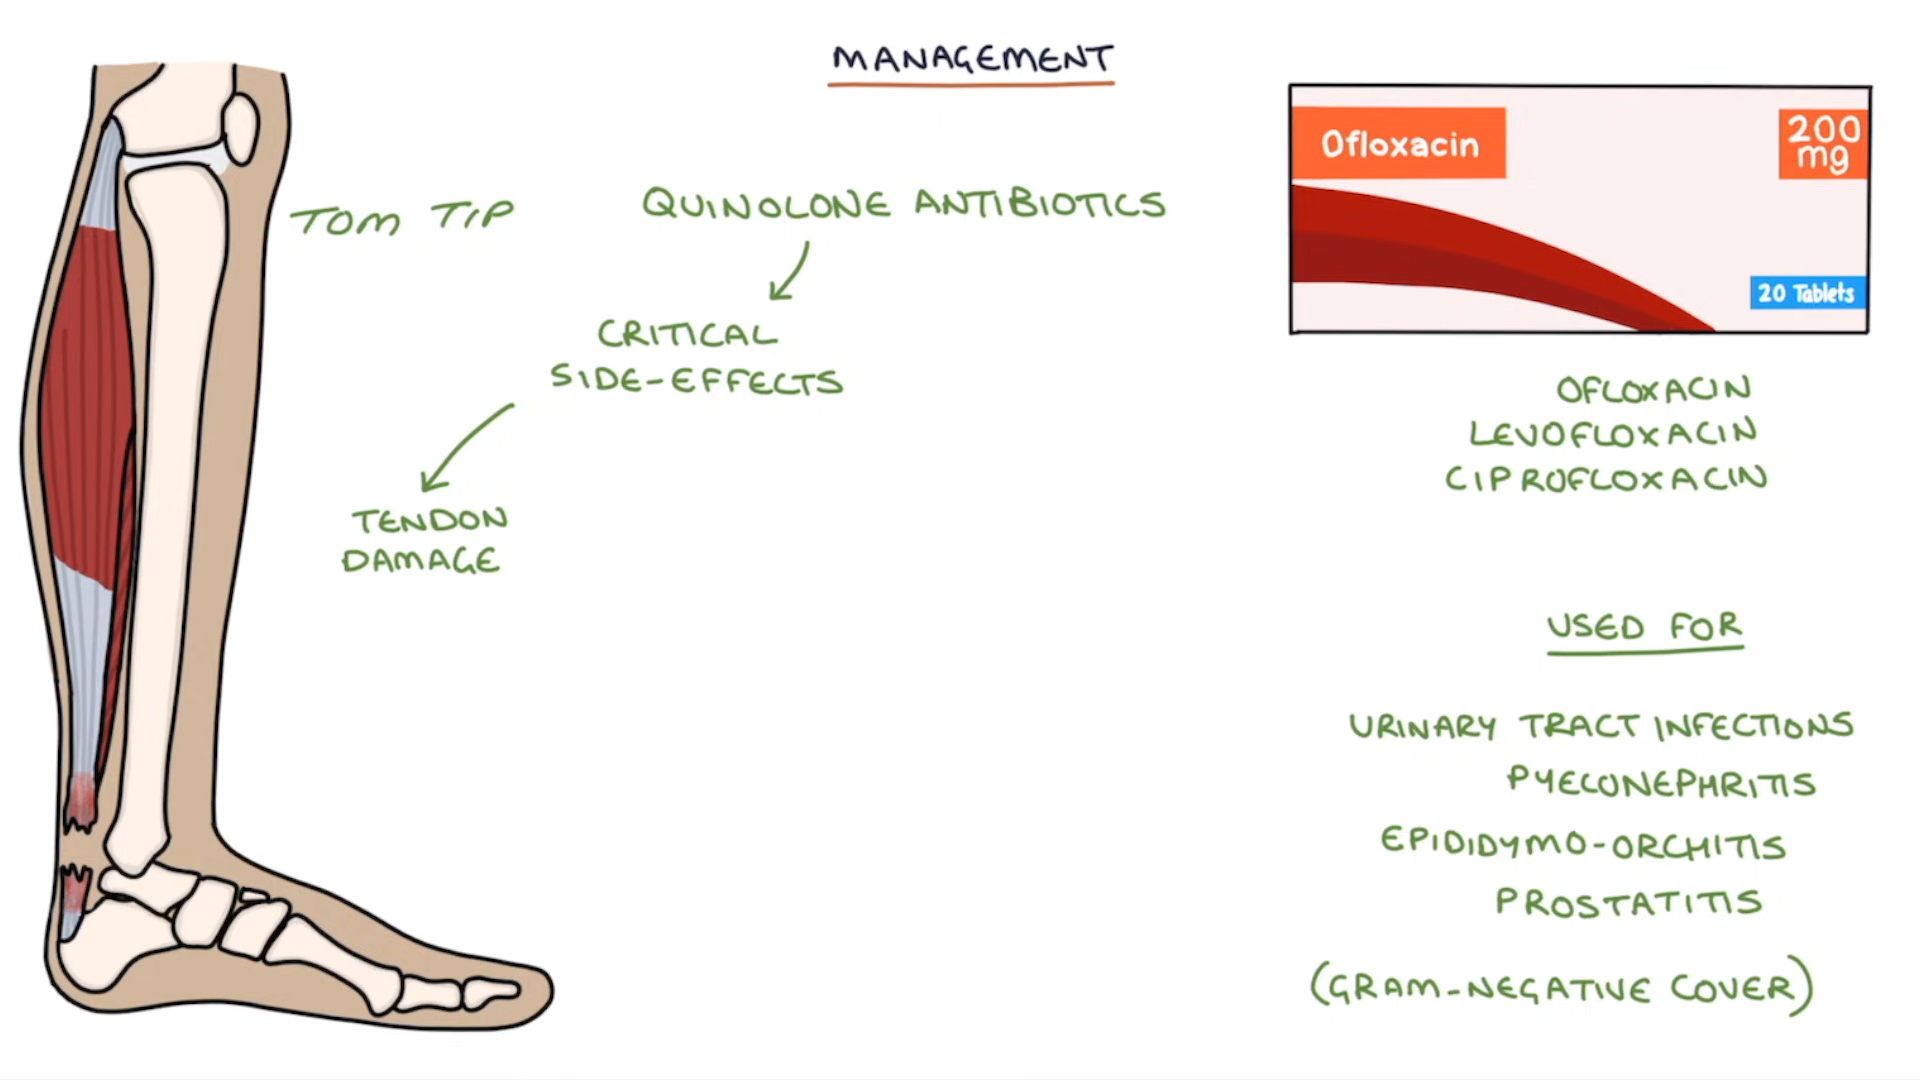 MANAGEMENT
Ofloxacin
200
mg
20 Tablets
TOM TIP
QUINOLONE ANTIBIOTICS
CRITICAL
SIDE-EFFECTS
TENDON
DAMAGE
OFLOXACIN
LEVOFLOXACIN
CIPROFLOXACIN
USED FOR
URINARY TRACT INFECTIONS
PYELONEPHRITIS
EPIDIDYMO-ORCHITIS
PROSTATITIS
(GRAM-NEGATIVE COVER)